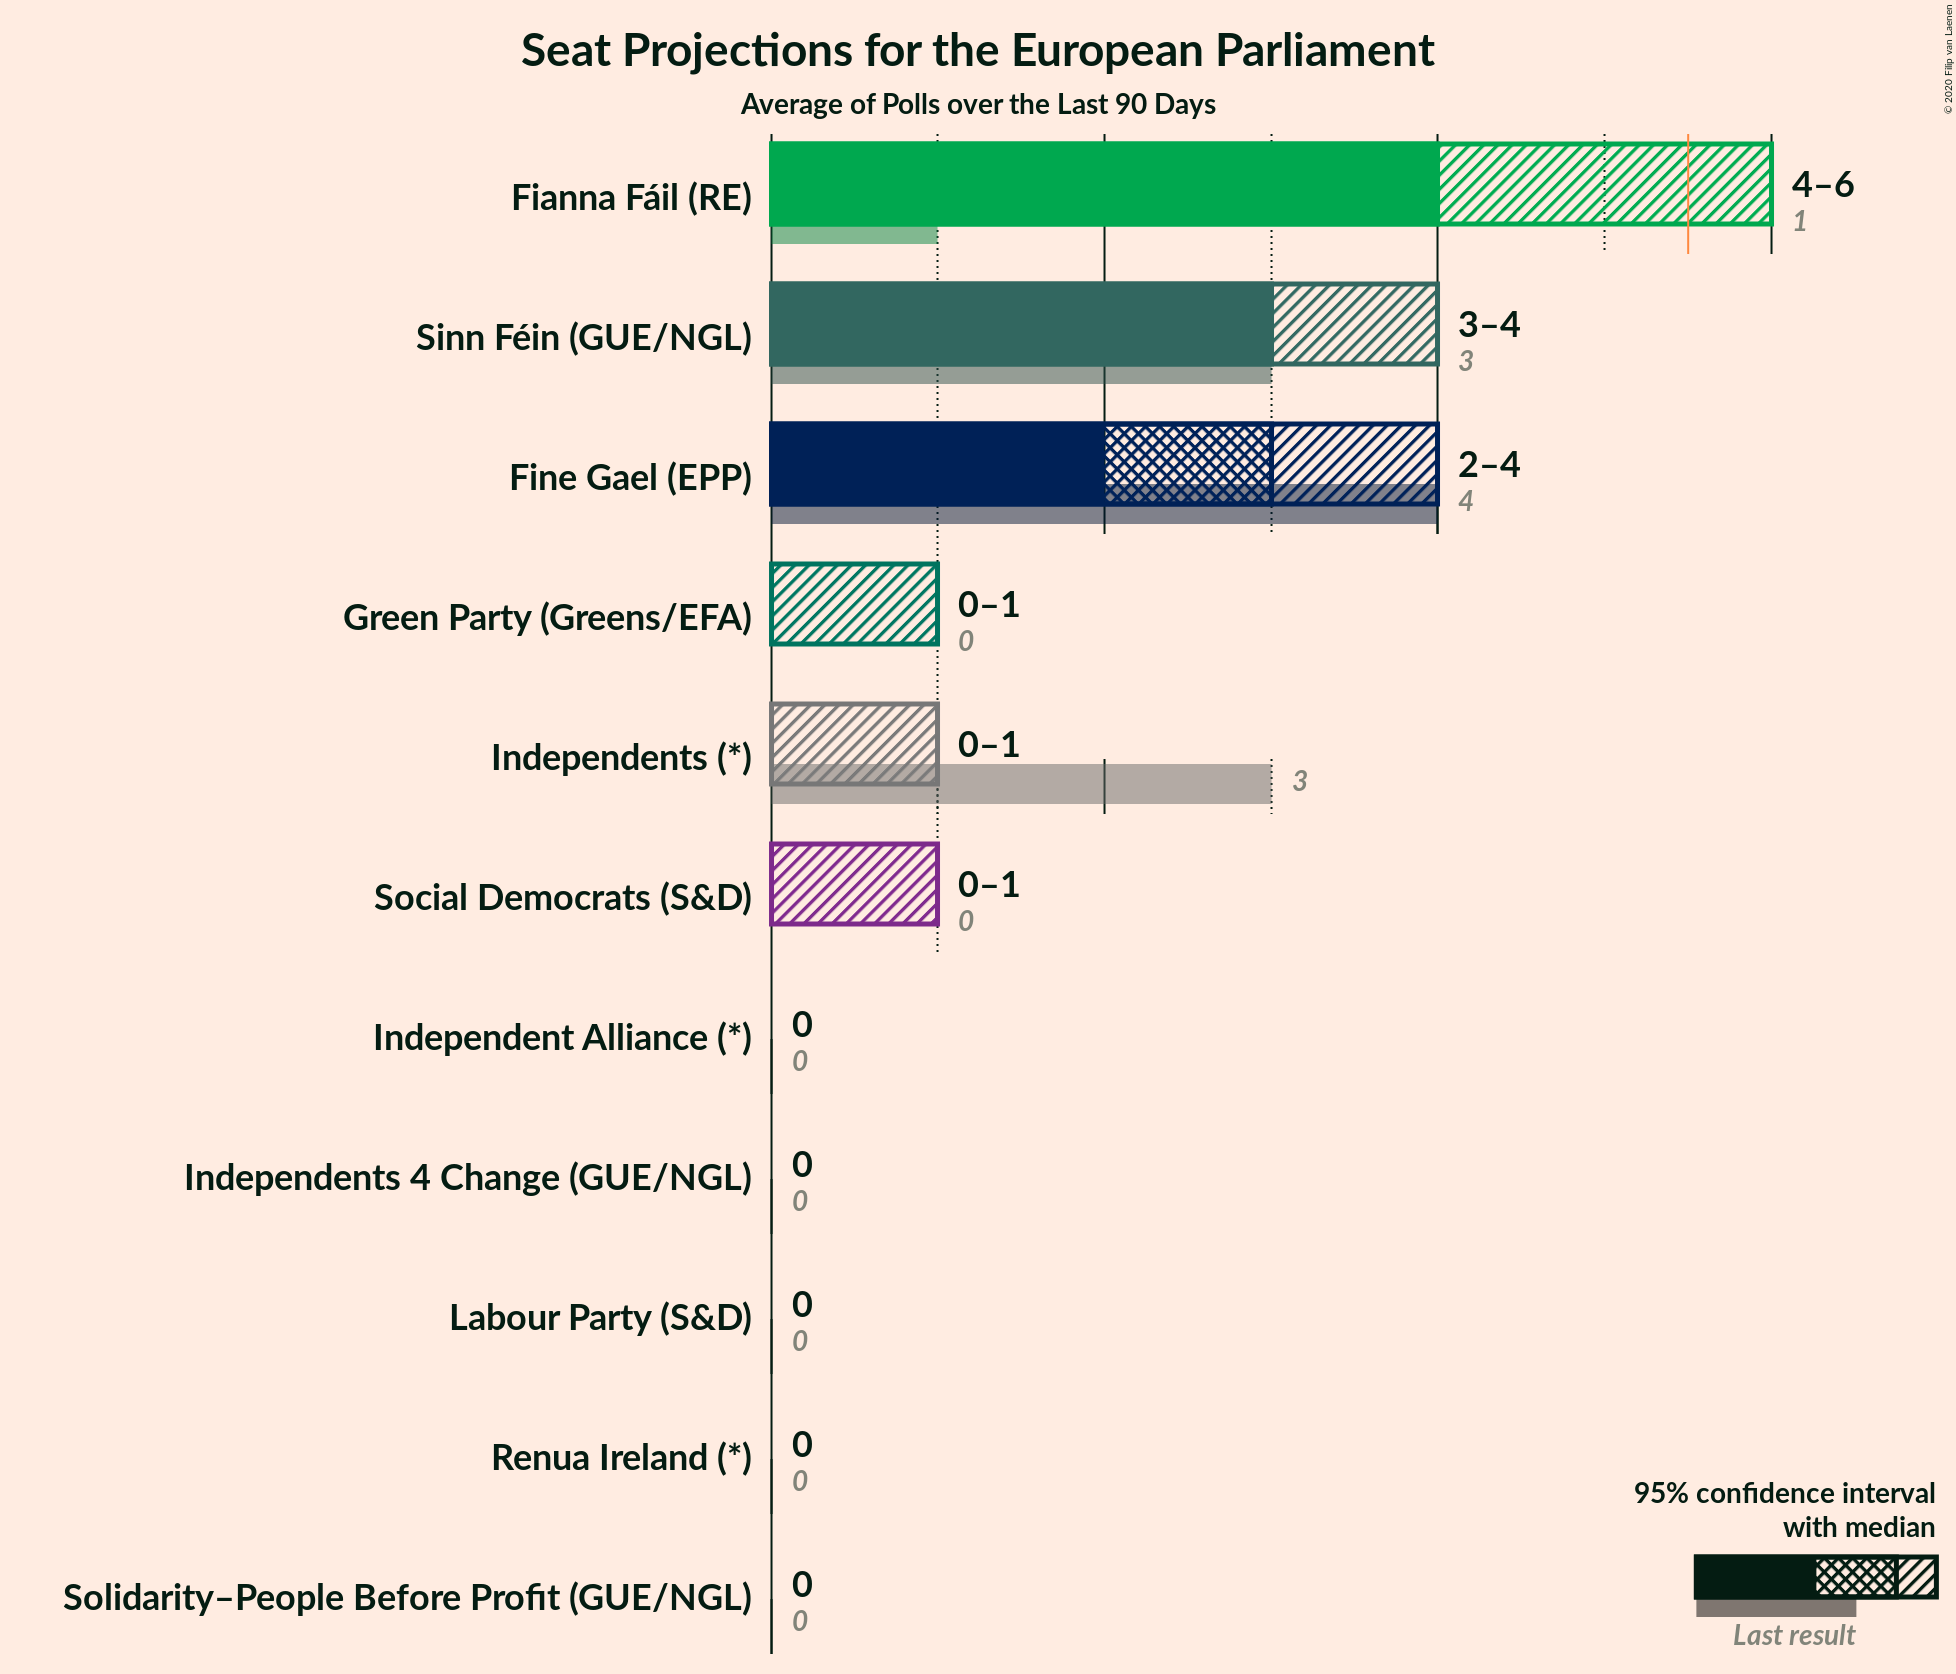 Seat Projections for the European Parliament
Average of Polls over the Last 90 Days
© 2020 Filip van Laenen
Fianna Fáil (RE)
4–6
1
Sinn Féin (GUE/NGL)
3–4
3
Fine Gael (EPP)
2–4
4
Green Party (Greens/EFA)
0–1
0
Independents (*)
0–1
3
Social Democrats (S&D)
0–1
0
Independent Alliance (*)
0
0
Independents 4 Change (GUE/NGL)
0
0
Labour Party (S&D)
0
0
Renua Ireland (*)
0
0
Solidarity–People Before Profit (GUE/NGL)
0
0
95% confidence interval
with median
Last result